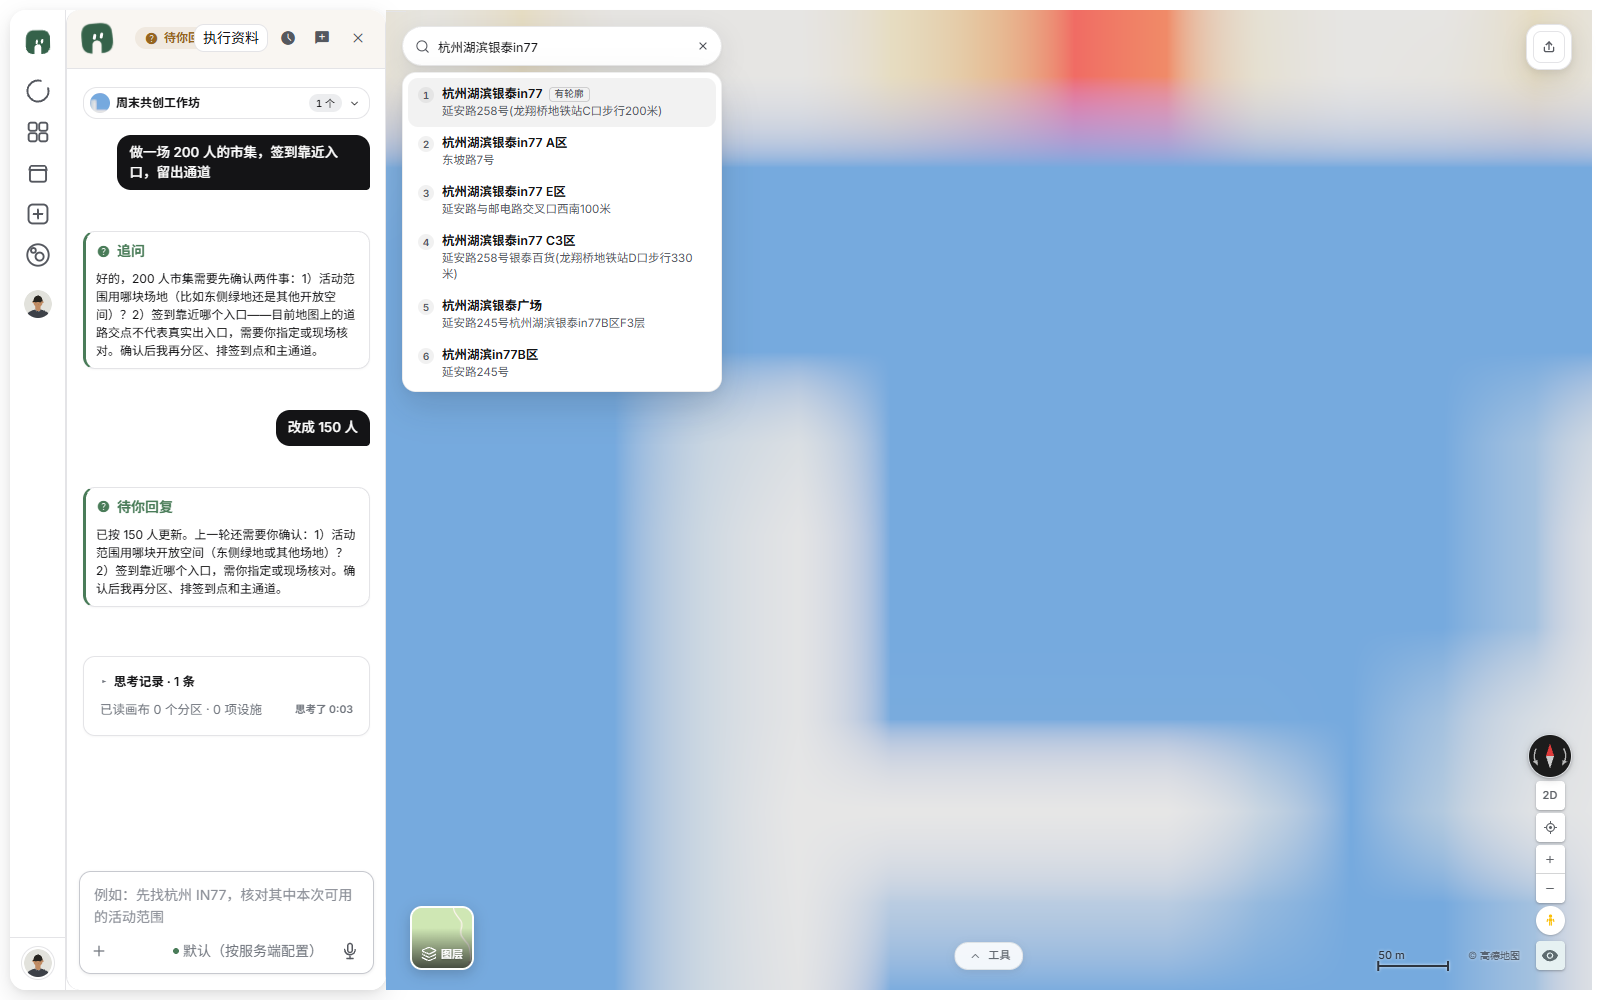 待你回
执行资料
周末共创工作坊
1 个
做一场 200 人的市集，签到靠近入
口，留出通道
追问
好的，200 人市集需要先确认两件事：1）活动范
围用哪块场地（比如东侧绿地还是其他开放空
间）？2）签到靠近哪个入口——目前地图上的道
路交点不代表真实出入口，需要你指定或现场核
对。确认后我再分区、排签到点和主通道。
改成 150 人
待你回复
已按 150 人更新。上一轮还需要你确认：1）活动
范围用哪块开放空间（东侧绿地或其他场地）？
2）签到靠近哪个入口，需你指定或现场核对。确
认后我再分区、排签到点和主通道。
思考记录 · 1 条
已读画布 0 个分区 · 0 项设施
思考了 0:03
例如：先找杭州 IN77，核对其中本次可用
的活动范围
默认（按服务端配置）
杭州湖滨银泰in77
1
杭州湖滨银泰in77 有轮廓
延安路258号(龙翔桥地铁站C口步行200米)
2
杭州湖滨银泰in77 A区
东坡路7号
3
杭州湖滨银泰in77 E区
延安路与邮电路交叉口西南100米
4
杭州湖滨银泰in77 C3区
延安路258号银泰百货(龙翔桥地铁站D口步行330
米)
5
杭州湖滨银泰广场
延安路245号杭州湖滨银泰in77B区F3层
6
杭州湖滨in77B区
延安路245号
图层
工具
50 m
© 高德地图
2D